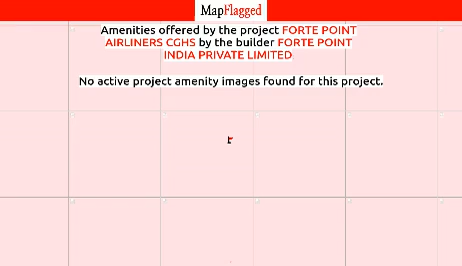 MapFlagged
Amenities offered by the project FORTE POINT
AIRLINERS CGHS by the builder FORTE POINT
INDIA PRIVATE LIMITED
No active project amenity images found for this project.